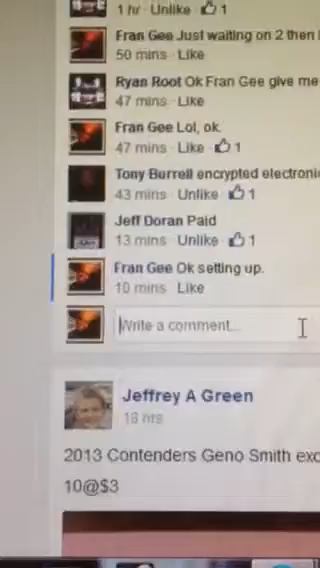 1 hr · Unlike · 1
Fran Gee Just waiting on 2 then
50 mins · Like
Ryan Root Ok Fran Gee give me
47 mins · Like
Fran Gee Lol, ok.
47 mins · Like · 1
Tony Burrell encrypted electroni
43 mins · Unlike · 1
Jeff Doran Paid
13 mins · Unlike · 1
Fran Gee Ok setting up.
10 mins · Like
Write a comment...
Jeffrey A Green
16 hrs
2013 Contenders Geno Smith exc
10@$3